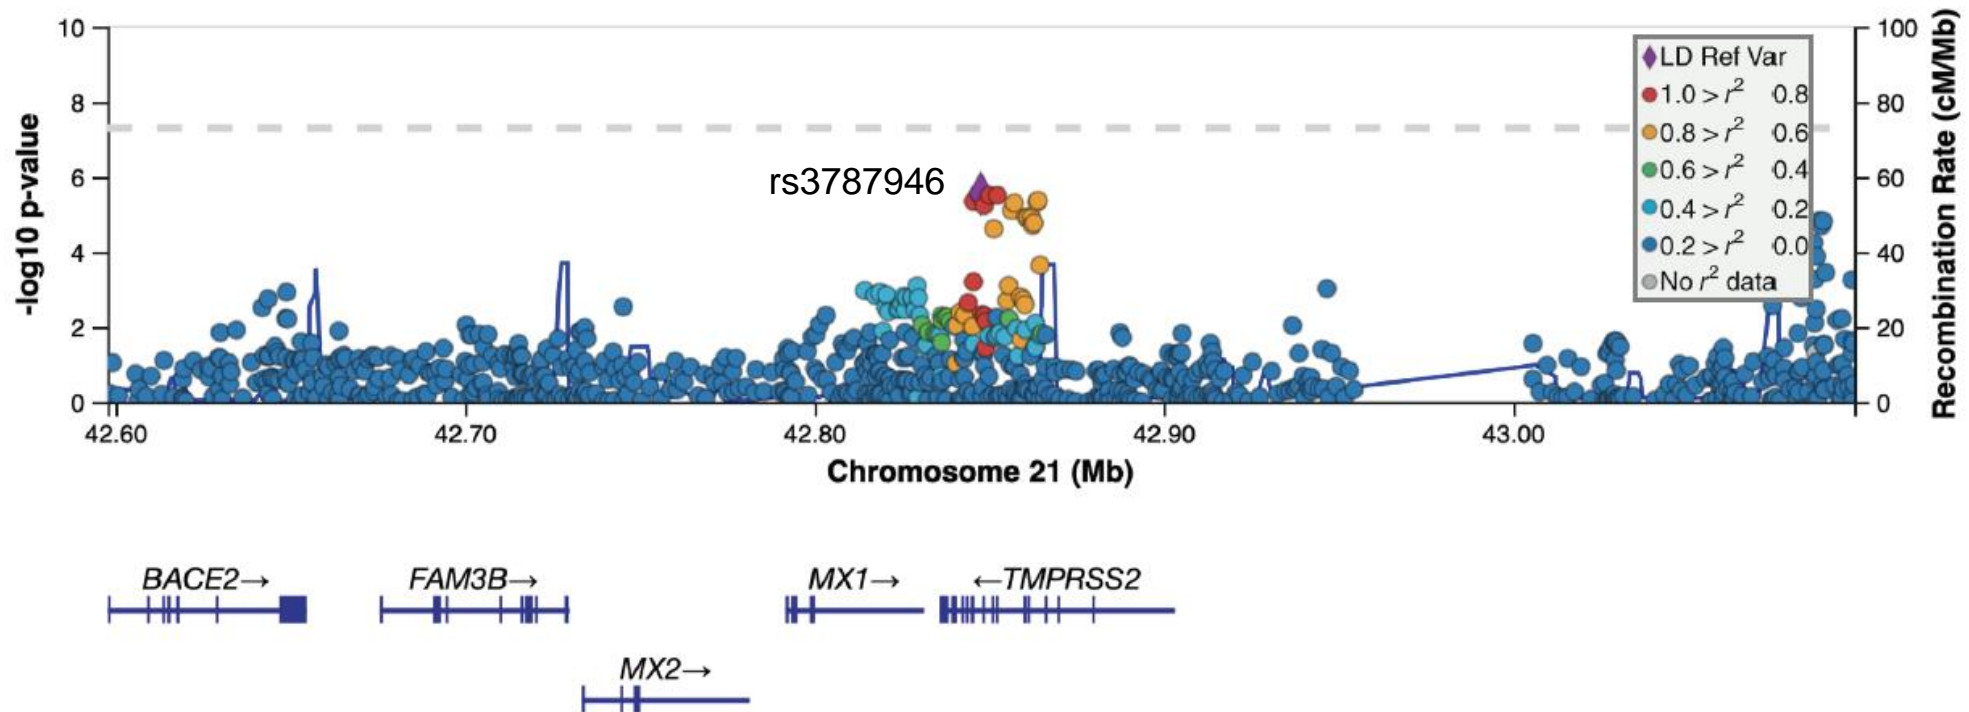 10
8
6
4
2
0
-log10 p-value
100
80
60
40
20
0
Recombination Rate (cM/Mb)
rs3787946
LD Ref Var
1.0 > r² 0.8
0.8 > r² 0.6
0.6 > r² 0.4
0.4 > r² 0.2
0.2 > r² 0.0
No r² data
42.60 42.70 42.80 42.90 43.00
Chromosome 21 (Mb)
BACE2→ FAM3B→ MX1→ ←TMPRSS2
MX2→